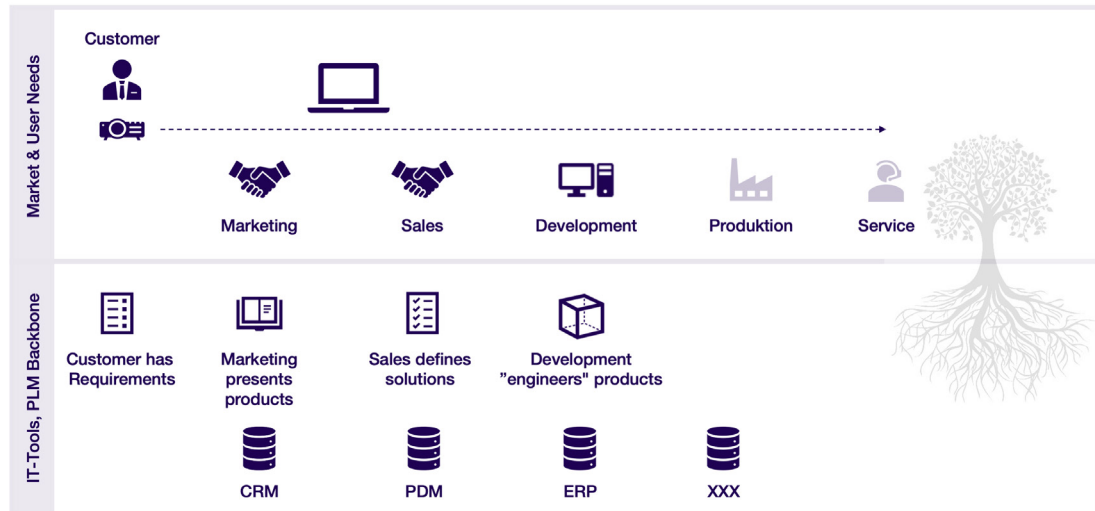 Market & User Needs
Customer
Marketing
Sales
Development
Produktion
Service
IT-Tools, PLM Backbone
Customer has
Requirements
Marketing
presents
products
Sales defines
solutions
Development
”engineers" products
CRM
PDM
ERP
XXX